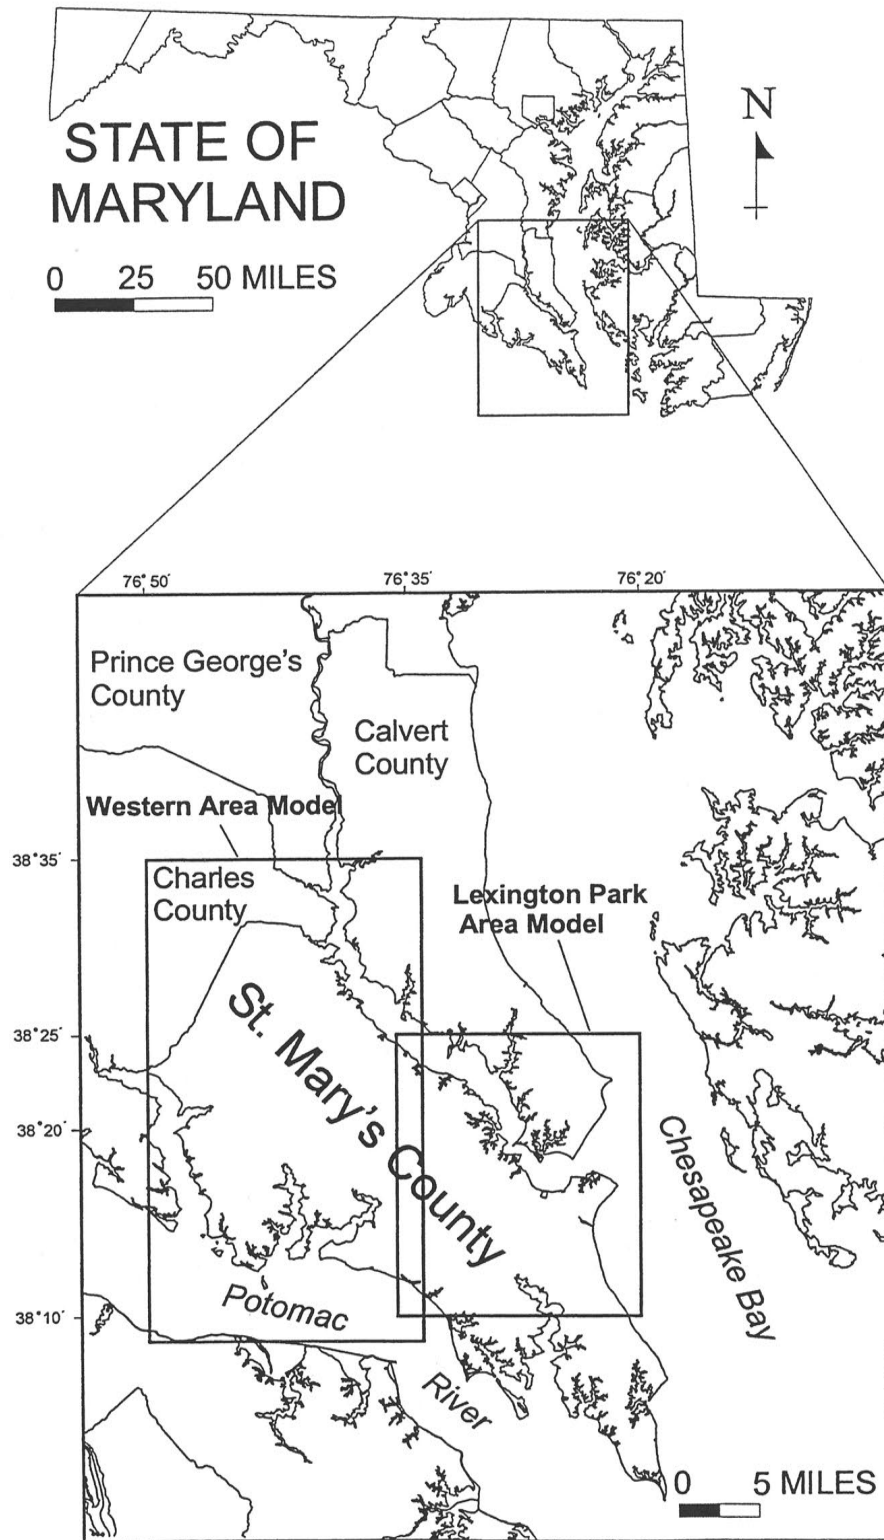 STATE OF
MARYLAND
N
0 25 50 MILES
76°50'
76°35'
76°20'
Prince George's
County
Calvert
County
Western Area Model
38°35'
Charles
County
Lexington Park
Area Model
St. Mary's County
38°25'
38°20'
Chesapeake Bay
38°10'
Potomac
River
0 5 MILES